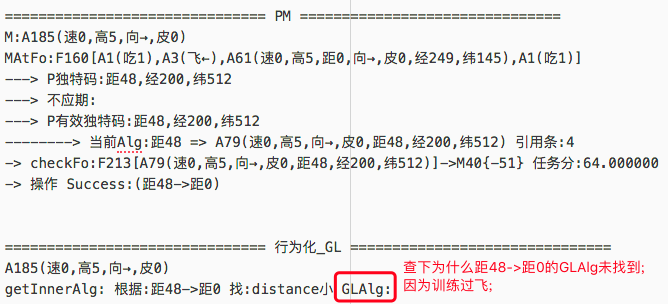 ============================== PM ==============================
M:A185(速0,高5,向→,皮0)
MAtFo:F160[A1(吃1),A3(飞←),A61(速0,高5,距0,向→,皮0,经249,纬145),A1(吃1)]
---> P独特码:距48,经200,纬512
---> 不应期:
---> P有效独特码:距48,经200,纬512
--------> 当前Alg:距48 => A79(速0,高5,向→,皮0,距48,经200,纬512) 引用条:4
-> checkFo:F213[A79(速0,高5,向→,皮0,距48,经200,纬512)]->M40{-51} 任务分:64.000000
-> 操作 Success:(距48->距0)
============================== 行为化_GL ==============================
A185(速0,高5,向→,皮0)
getInnerAlg: 根据:距48->距0 找:distance小 GLAlg:
查下为什么距48->距0的GLAlg未找到;
因为训练过飞;